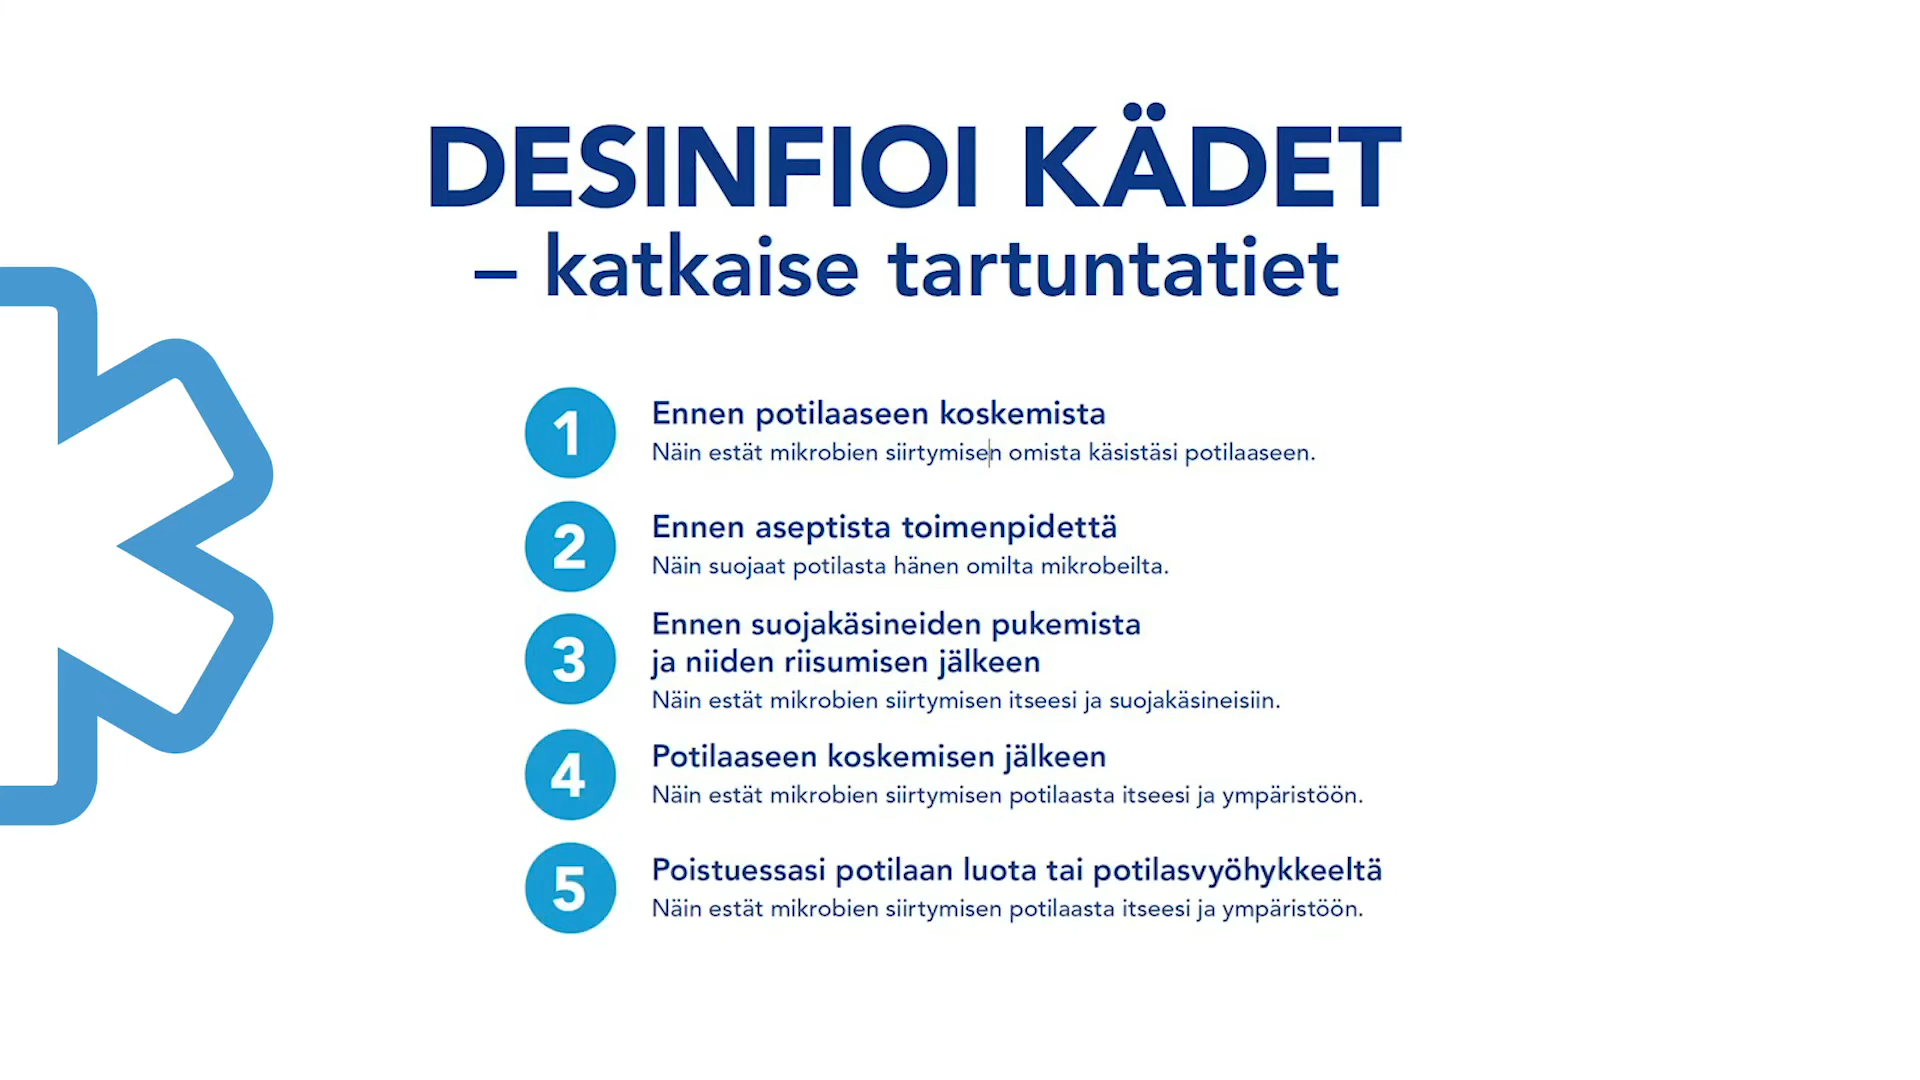 DESINFIOI KÄDET
– katkaise tartuntatiet
1
Ennen potilaaseen koskemista
Näin estät mikrobien siirtymisen omista käsistäsi potilaaseen.
2
Ennen aseptista toimenpidettä
Näin suojaat potilasta hänen omilta mikrobeilta.
3
Ennen suojakäsineiden pukemista
ja niiden riisumisen jälkeen
Näin estät mikrobien siirtymisen itseesi ja suojakäsineisiin.
4
Potilaaseen koskemisen jälkeen
Näin estät mikrobien siirtymisen potilaasta itseesi ja ympäristöön.
5
Poistuessasi potilaan luota tai potilasvyöhykkeeltä
Näin estät mikrobien siirtymisen potilaasta itseesi ja ympäristöön.